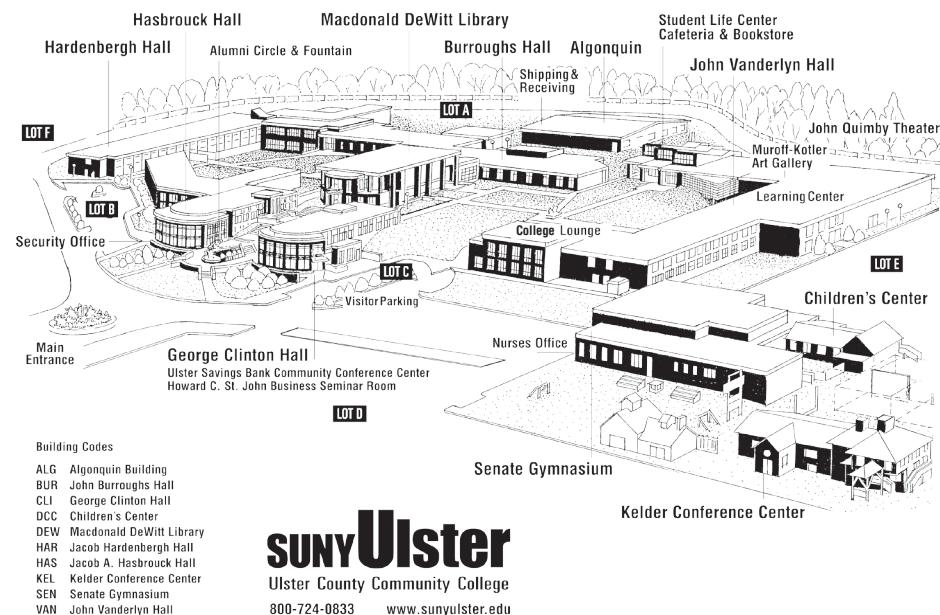 Hasbrouck Hall
Macdonald DeWitt Library
Student Life Center
Cafeteria & Bookstore
Hardenbergh Hall
Alumni Circle & Fountain
Burroughs Hall
Algonquin
John Vanderlyn Hall
Shipping &
Receiving
LOT A
LOT F
John Quimby Theater
Muroff-Kotler
Art Gallery
Learning Center
LOT B
Security Office
College Lounge
LOT C
LOT E
Visitor Parking
Children's Center
Main
Entrance
Nurses Office
George Clinton Hall
Ulster Savings Bank Community Conference Center
Howard C. St. John Business Seminar Room
LOT D
Senate Gymnasium
Kelder Conference Center
Building Codes
ALG Algonquin Building
BUR John Burroughs Hall
CLI George Clinton Hall
DCC Children's Center
DEW Macdonald DeWitt Library
HAR Jacob Hardenbergh Hall
HAS Jacob A. Hasbrouck Hall
KEL Kelder Conference Center
SEN Senate Gymnasium
VAN John Vanderlyn Hall
SUNY Ulster
Ulster County Community College
800-724-0833 www.sunyulster.edu